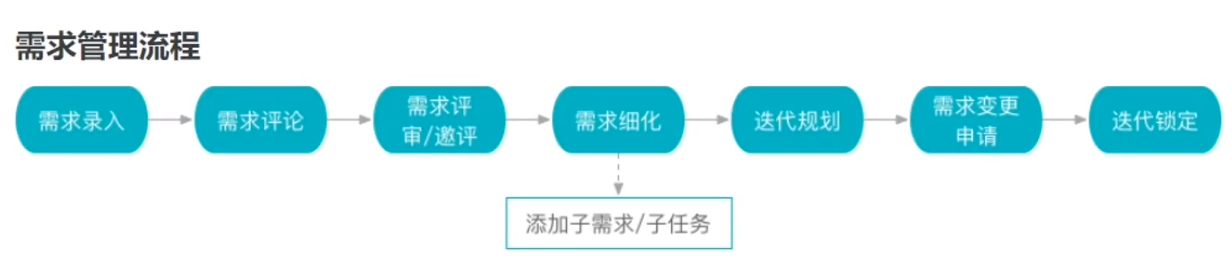 需求管理流程
需求录入
需求评论
需求评
审/邀评
需求细化
迭代规划
需求变更
申请
迭代锁定
添加子需求/子任务